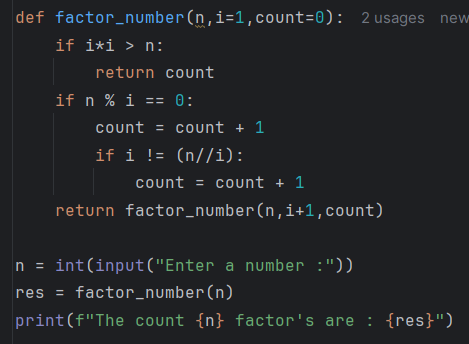 def factor_number(n,i=1,count=0): 2 usages new
    if i*i > n:
        return count
    if n % i == 0:
        count = count + 1
        if i != (n//i):
            count = count + 1
    return factor_number(n,i+1,count)
n = int(input("Enter a number :"))
res = factor_number(n)
print(f"The count {n} factor's are : {res}")